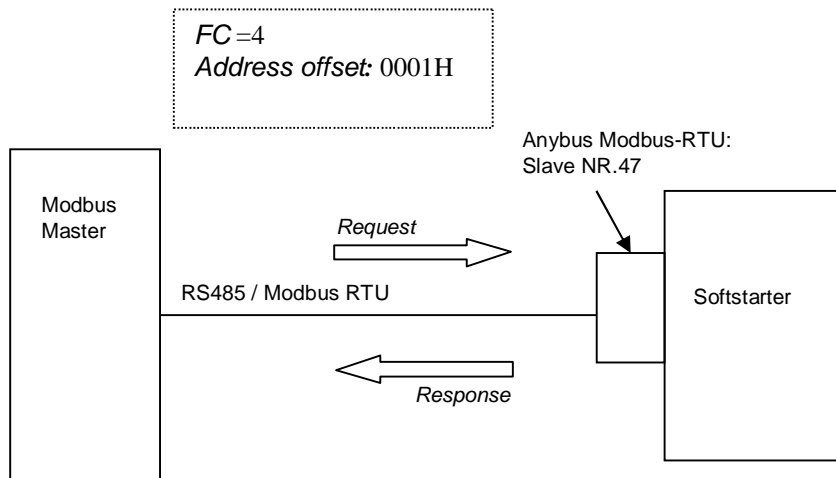 FC =4
Address offset: 0001H
Anybus Modbus-RTU:
Slave NR.47
Modbus
Master
Request
RS485 / Modbus RTU
Softstarter
Response